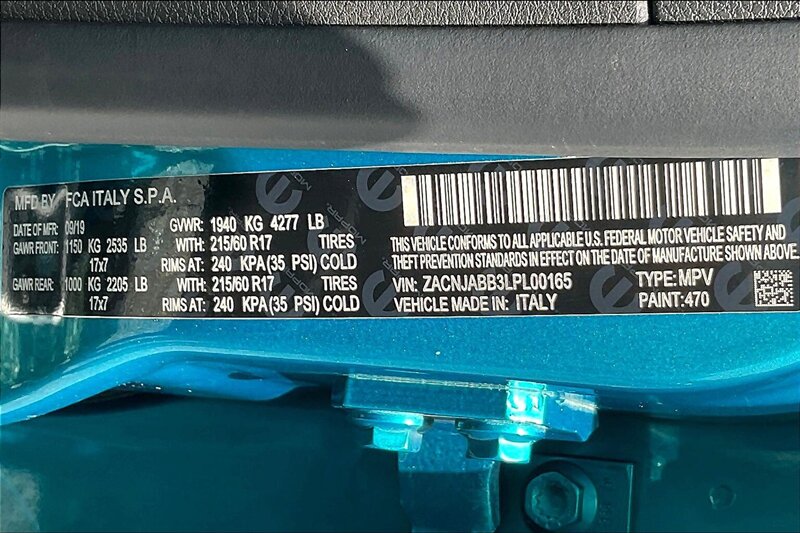 MFD BY FCA ITALY S.P.A.
DATE OF MFR: 09/19 GVWR: 1940 KG 4277 LB
GAWR FRONT: 1150 KG 2535 LB WITH: 215/60 R17 TIRES
17x7 RIMS AT: 240 KPA (35 PSI) COLD
GAWR REAR: 1000 KG 2205 LB WITH: 215/60 R17 TIRES
17x7 RIMS AT: 240 KPA (35 PSI) COLD
THIS VEHICLE CONFORMS TO ALL APPLICABLE U.S. FEDERAL MOTOR VEHICLE SAFETY AND
THEFT PREVENTION STANDARDS IN EFFECT ON THE DATE OF MANUFACTURE SHOWN ABOVE.
VIN: ZACNJABB3LPL00165 TYPE: MPV
VEHICLE MADE IN: ITALY PAINT: 470
MOPAR
MOPAR